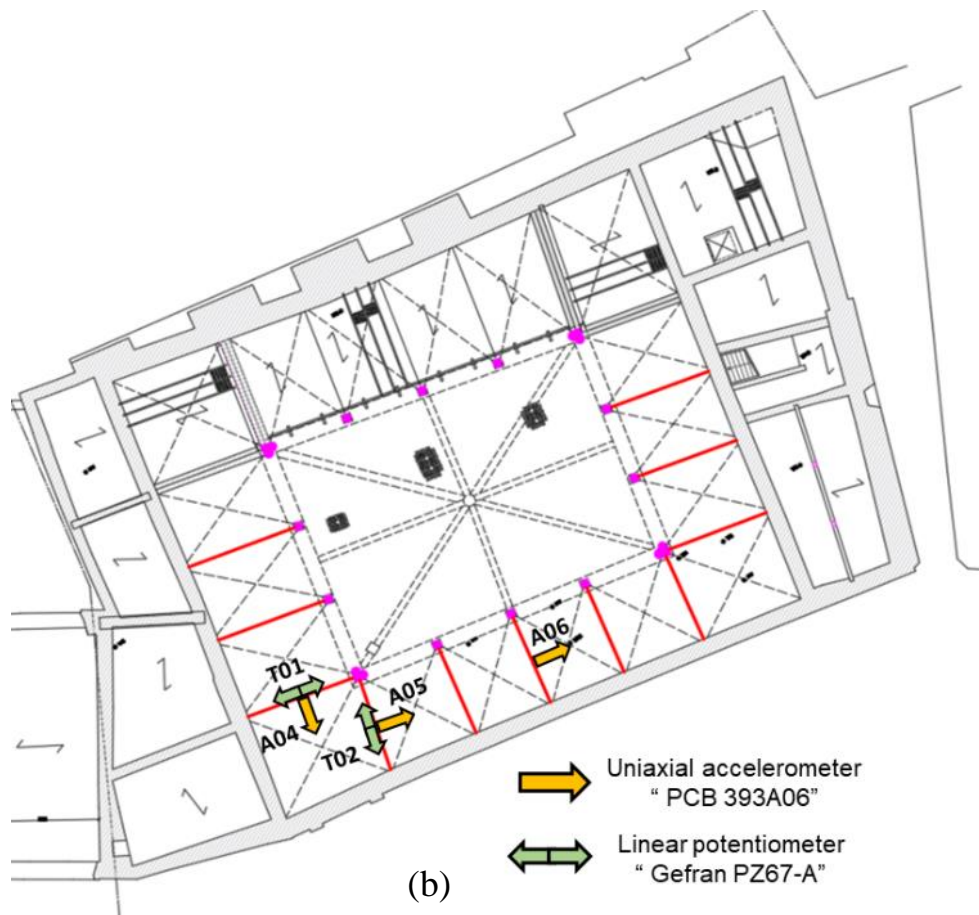 A06
T01
A05
A04
T02
Uniaxial accelerometer
“ PCB 393A06”
Linear potentiometer
“ Gefran PZ67-A”
(b)